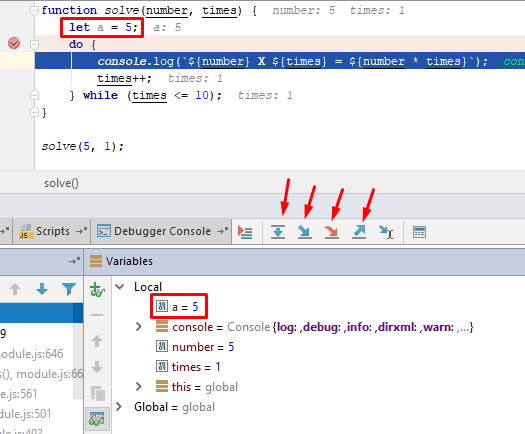 function solve(number, times) {  number: 5  times: 1
let a = 5;  a: 5
do {
console.log(`${number} X ${times} = ${number * times}`);  con
times++;  times: 1
} while (times <= 10);  times: 1
}
solve(5, 1);
solve()
Scripts
Debugger Console
Variables
Local
a = 5
console = Console {log: ,debug: ,info: ,dirxml: ,warn: ,...}
number = 5
times = 1
this = global
Global = global
9
module.js:646
s(), module.js:66
js:561
odule.js:501
module.js:493